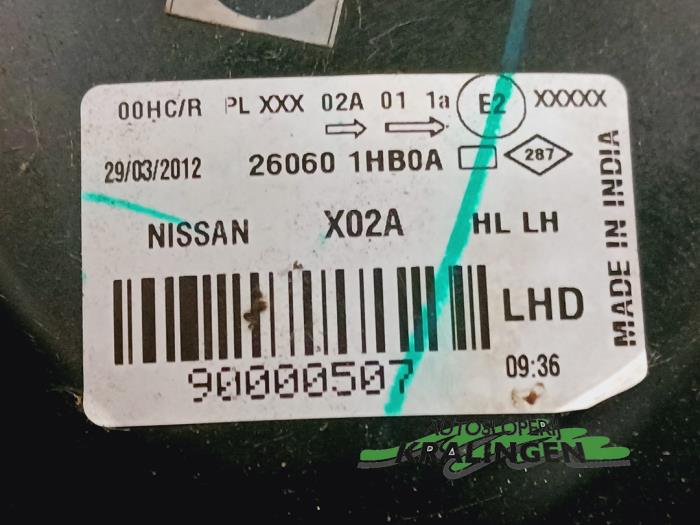 00HC/R PL XXX 02A 01 1a E2 XXXXX
29/03/2012 26060 1HB0A 287
NISSAN X02A HL LH
MADE IN INDIA
LHD
90000507 09:36
AUTOSLOPERIJ
KRALINGEN